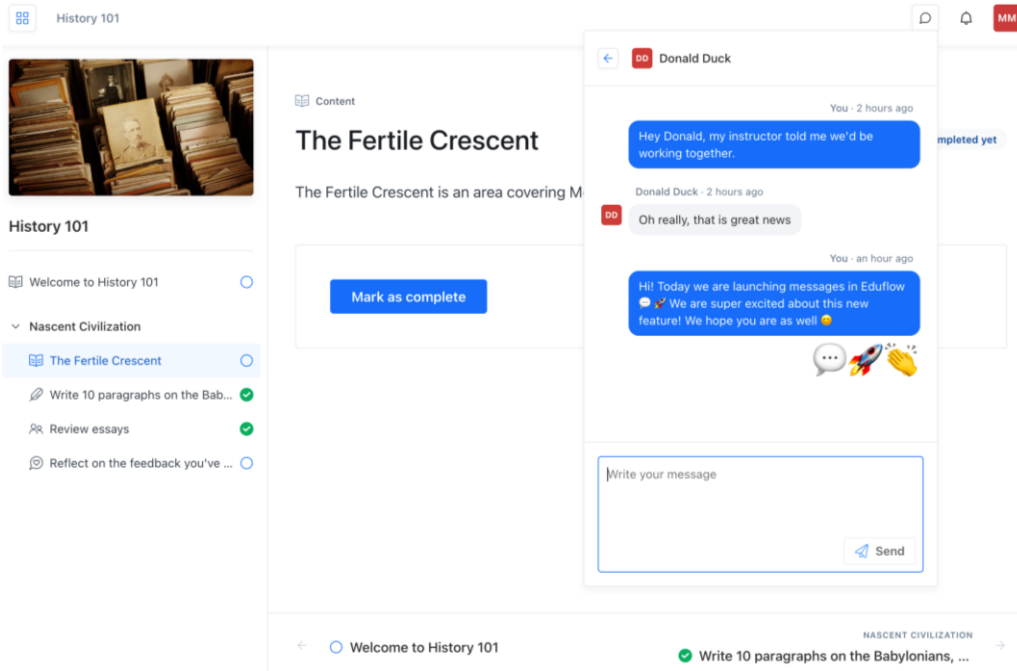 History 101
MM
DD Donald Duck
You · 2 hours ago
Hey Donald, my instructor told me we'd be
working together.
Donald Duck · 2 hours ago
DD
Oh really, that is great news
You · an hour ago
Hi! Today we are launching messages in Eduflow
💬 🚀 We are super excited about this new
feature! We hope you are as well 😊
💬🚀👏
Write your message
Send
Content
The Fertile Crescent
The Fertile Crescent is an area covering
Mark as complete
History 101
Welcome to History 101
Nascent Civilization
The Fertile Crescent
Write 10 paragraphs on the Bab...
Review essays
Reflect on the feedback you've ...
Welcome to History 101
NASCENT CIVILIZATION
Write 10 paragraphs on the Babylonians, ...